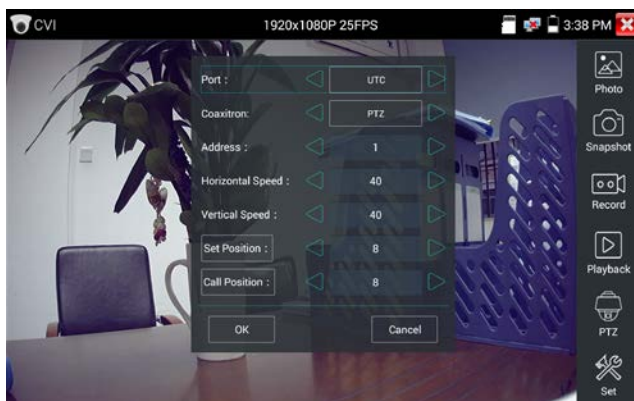 CVI 1920x1080P 25FPS 3:38 PM
Port : UTC
Coaxitron: PTZ
Address : 1
Horizontal Speed : 40
Vertical Speed : 40
Set Position : 8
Call Position : 8
OK Cancel
Photo
Snapshot
Record
Playback
PTZ
Set